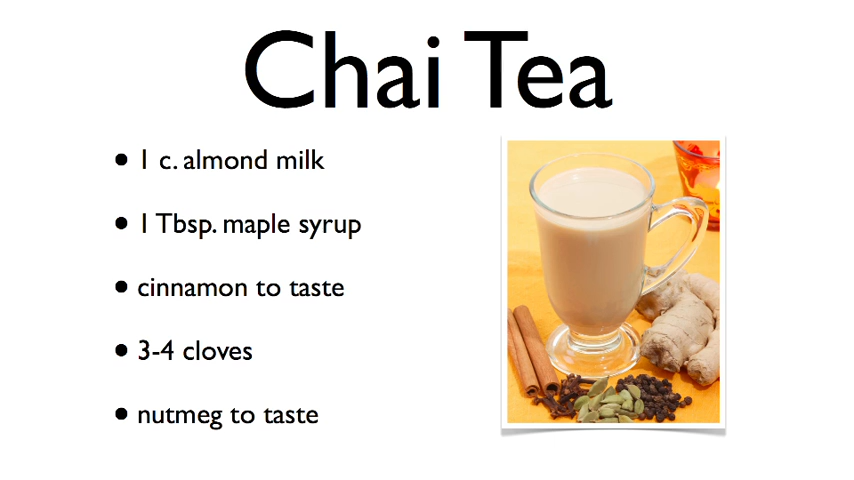 Chai Tea
• 1 c. almond milk
• 1 Tbsp. maple syrup
• cinnamon to taste
• 3-4 cloves
• nutmeg to taste